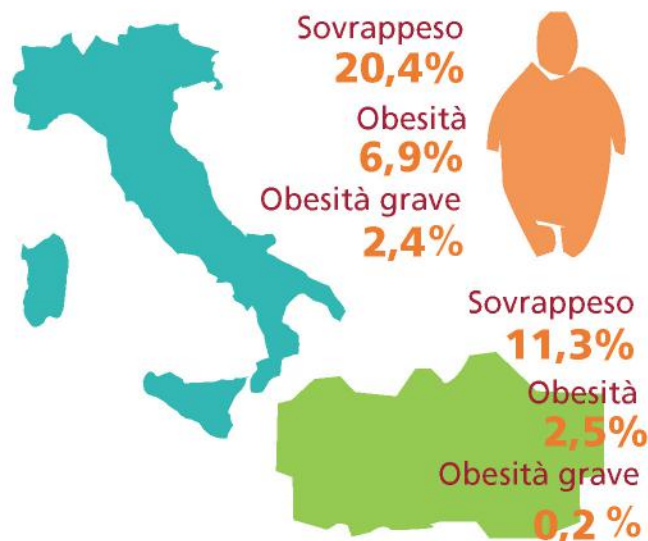 Sovrappeso
20,4%
Obesità
6,9%
Obesità grave
2,4%
Sovrappeso
11,3%
Obesità
2,5%
Obesità grave
0,2 %